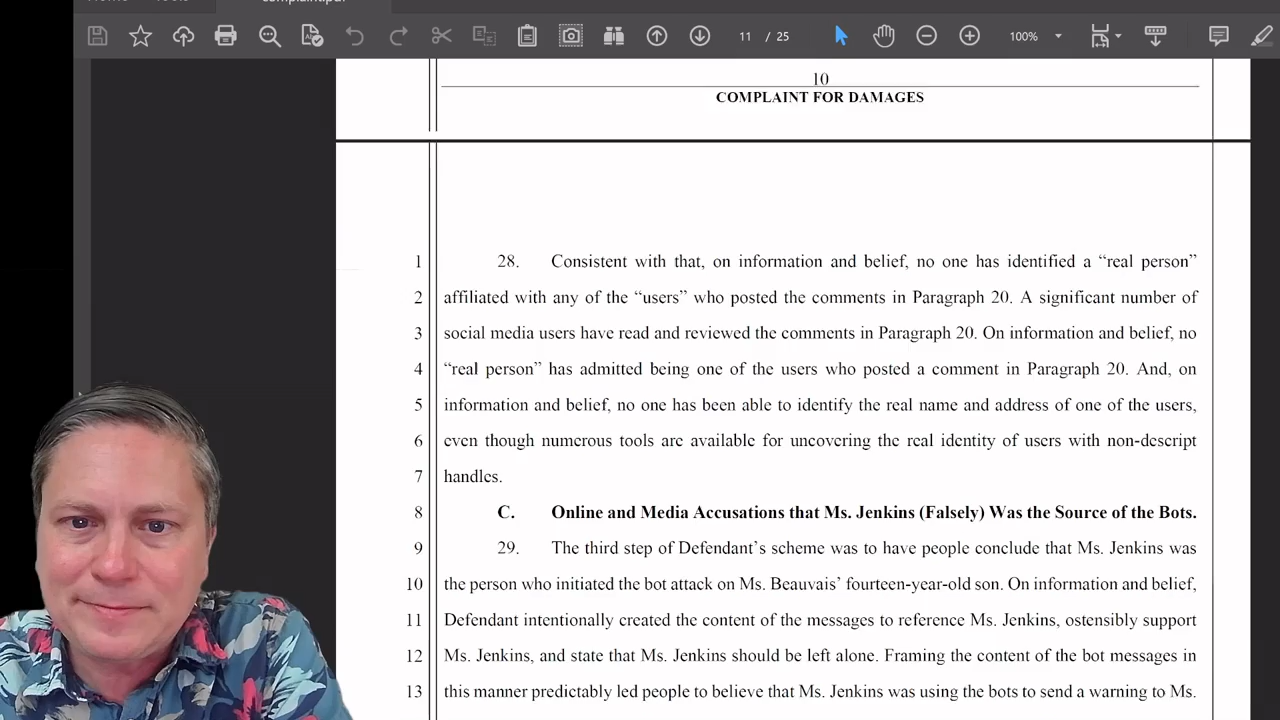 complaint.pdf
11 / 25
100%
10
COMPLAINT FOR DAMAGES
1 28. Consistent with that, on information and belief, no one has identified a “real person”
2 affiliated with any of the “users” who posted the comments in Paragraph 20. A significant number of
3 social media users have read and reviewed the comments in Paragraph 20. On information and belief, no
4 “real person” has admitted being one of the users who posted a comment in Paragraph 20. And, on
5 information and belief, no one has been able to identify the real name and address of one of the users,
6 even though numerous tools are available for uncovering the real identity of users with non-descript
7 handles.
8 C. Online and Media Accusations that Ms. Jenkins (Falsely) Was the Source of the Bots.
9 29. The third step of Defendant’s scheme was to have people conclude that Ms. Jenkins was
10 the person who initiated the bot attack on Ms. Beauvais’ fourteen-year-old son. On information and belief,
11 Defendant intentionally created the content of the messages to reference Ms. Jenkins, ostensibly support
12 Ms. Jenkins, and state that Ms. Jenkins should be left alone. Framing the content of the bot messages in
13 this manner predictably led people to believe that Ms. Jenkins was using the bots to send a warning to Ms.